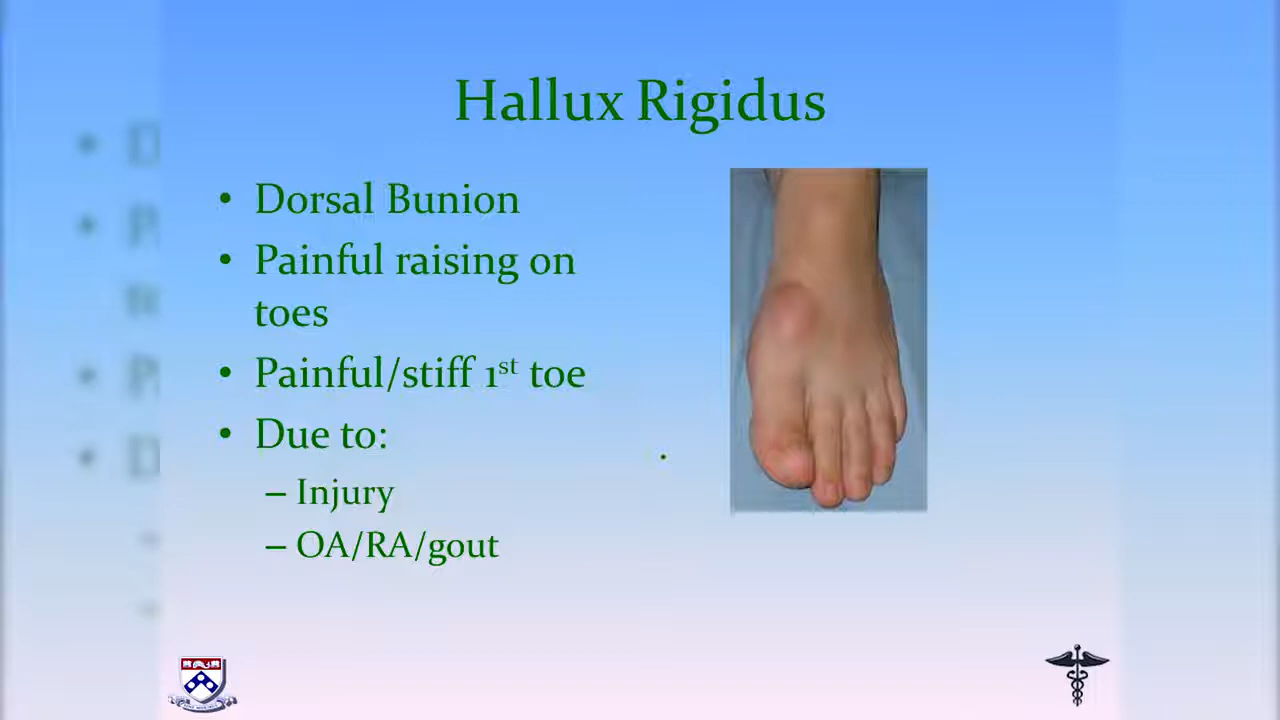 Hallux Rigidus
• Dorsal Bunion
• Painful raising on
toes
• Painful/stiff 1st toe
• Due to:
– Injury
– OA/RA/gout
.